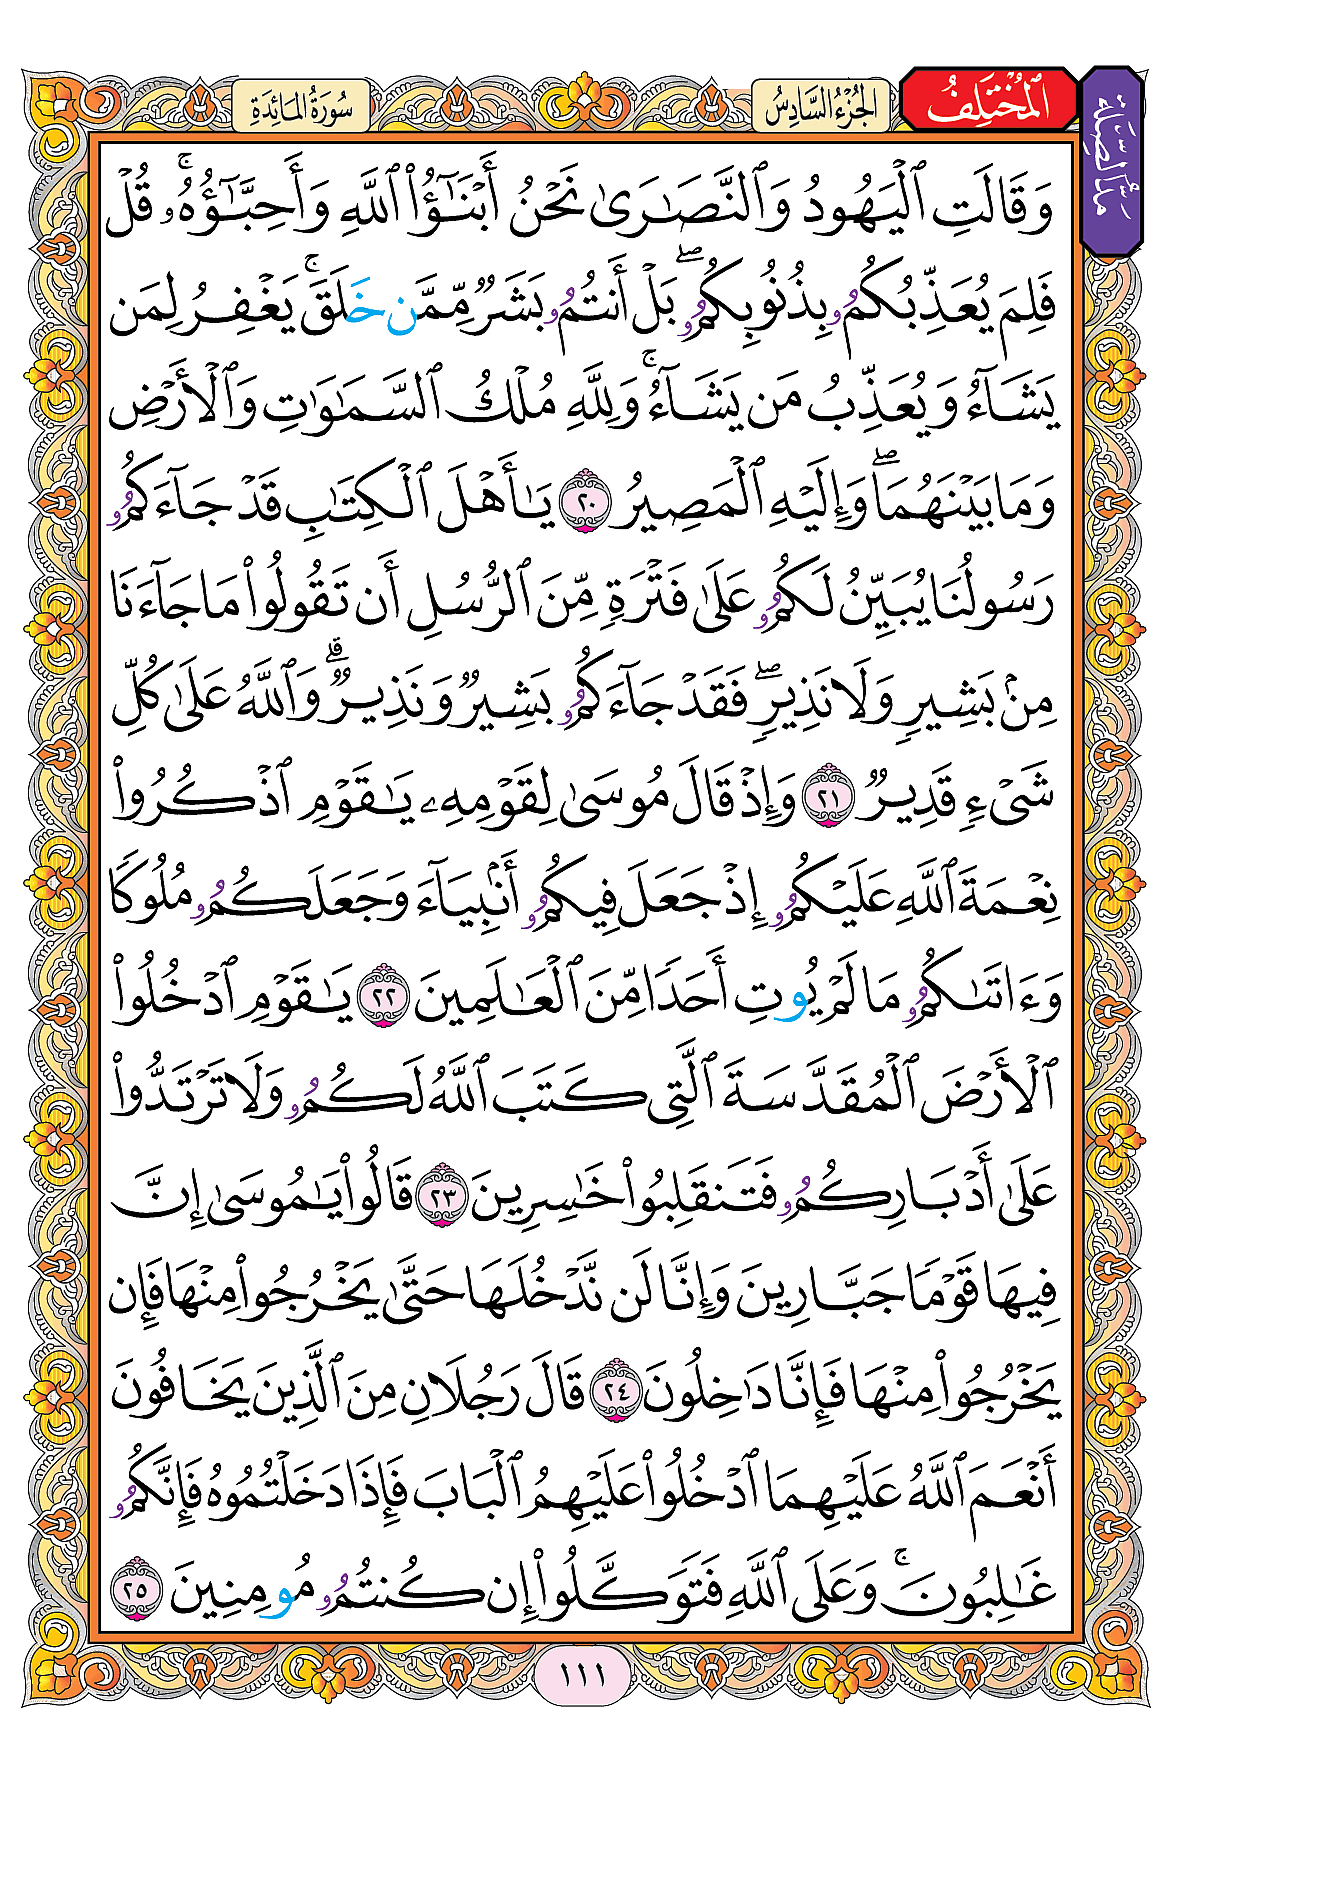 سُورَةُ المَائِدَةِ
الجُزْءُ السَّادِسُ
ٱلْمُخْتَلِفُ
وَقَالَتِ ٱلْيَهُودُ وَٱلنَّصَٰرَىٰ نَحْنُ أَبْنَٰٓؤُا۟ ٱللَّهِ وَأَحِبَّٰٓؤُهُۥۚ قُلْ
فَلِمَ يُعَذِّبُكُمُۥ بِذُنُوبِكُمُۥۖ بَلْ أَنتُمُۥ بَشَرٌ مِّمَّن خَلَقَۚ يَغْفِرُ لِمَن
يَشَآءُ وَيُعَذِّبُ مَن يَشَآءُۚ وَلِلَّهِ مُلْكُ ٱلسَّمَٰوَٰتِ وَٱلْأَرْضِ
وَمَا بَيْنَهُمَاۖ وَإِلَيْهِ ٱلْمَصِيرُ ٢٠ يَٰأَهْلَ ٱلْكِتَٰبِ قَدْ جَآءَكُمُۥ
رَسُولُنَا يُبَيِّنُ لَكُمُۥ عَلَىٰ فَتْرَةٍ مِّنَ ٱلرُّسُلِ أَن تَقُولُوا۟ مَا جَآءَنَا
مِنۢ بَشِيرٍ وَلَا نَذِيرٍۖ فَقَدْ جَآءَكُمُۥ بَشِيرٌ وَنَذِيرٌۗ وَٱللَّهُ عَلَىٰ كُلِّ
شَىْءٍ قَدِيرٌ ٢١ وَإِذْ قَالَ مُوسَىٰ لِقَوْمِهِۦ يَٰقَوْمِ ٱذْكُرُوا۟
نِعْمَةَ ٱللَّهِ عَلَيْكُمُۥ إِذْ جَعَلَ فِيكُمُۥ أَنۢبِيَآءَ وَجَعَلَكُمُۥ مُلُوكًا
وَءَاتَىٰكُمُۥ مَا لَمْ يُوتِ أَحَدًا مِّنَ ٱلْعَٰلَمِينَ ٢٢ يَٰقَوْمِ ٱدْخُلُوا۟
ٱلْأَرْضَ ٱلْمُقَدَّسَةَ ٱلَّتِى كَتَبَ ٱللَّهُ لَكُمُۥ وَلَا تَرْتَدُّوا۟
عَلَىٰ أَدْبَارِكُمُۥ فَتَنقَلِبُوا۟ خَٰسِرِينَ ٢٣ قَالُوا۟ يَٰمُوسَىٰ إِنَّ
فِيهَا قَوْمًا جَبَّارِينَ وَإِنَّا لَن نَّدْخُلَهَا حَتَّىٰ يَخْرُجُوا۟ مِنْهَا فَإِن
يَخْرُجُوا۟ مِنْهَا فَإِنَّا دَٰخِلُونَ ٢٤ قَالَ رَجُلَانِ مِنَ ٱلَّذِينَ يَخَافُونَ
أَنْعَمَ ٱللَّهُ عَلَيْهِمَا ٱدْخُلُوا۟ عَلَيْهِمُ ٱلْبَابَ فَإِذَا دَخَلْتُمُوهُ فَإِنَّكُمُۥ
غَٰلِبُونَۚ وَعَلَى ٱللَّهِ فَتَوَكَّلُوا۟ إِن كُنتُمُۥ مُومِنِينَ ٢٥
١١١